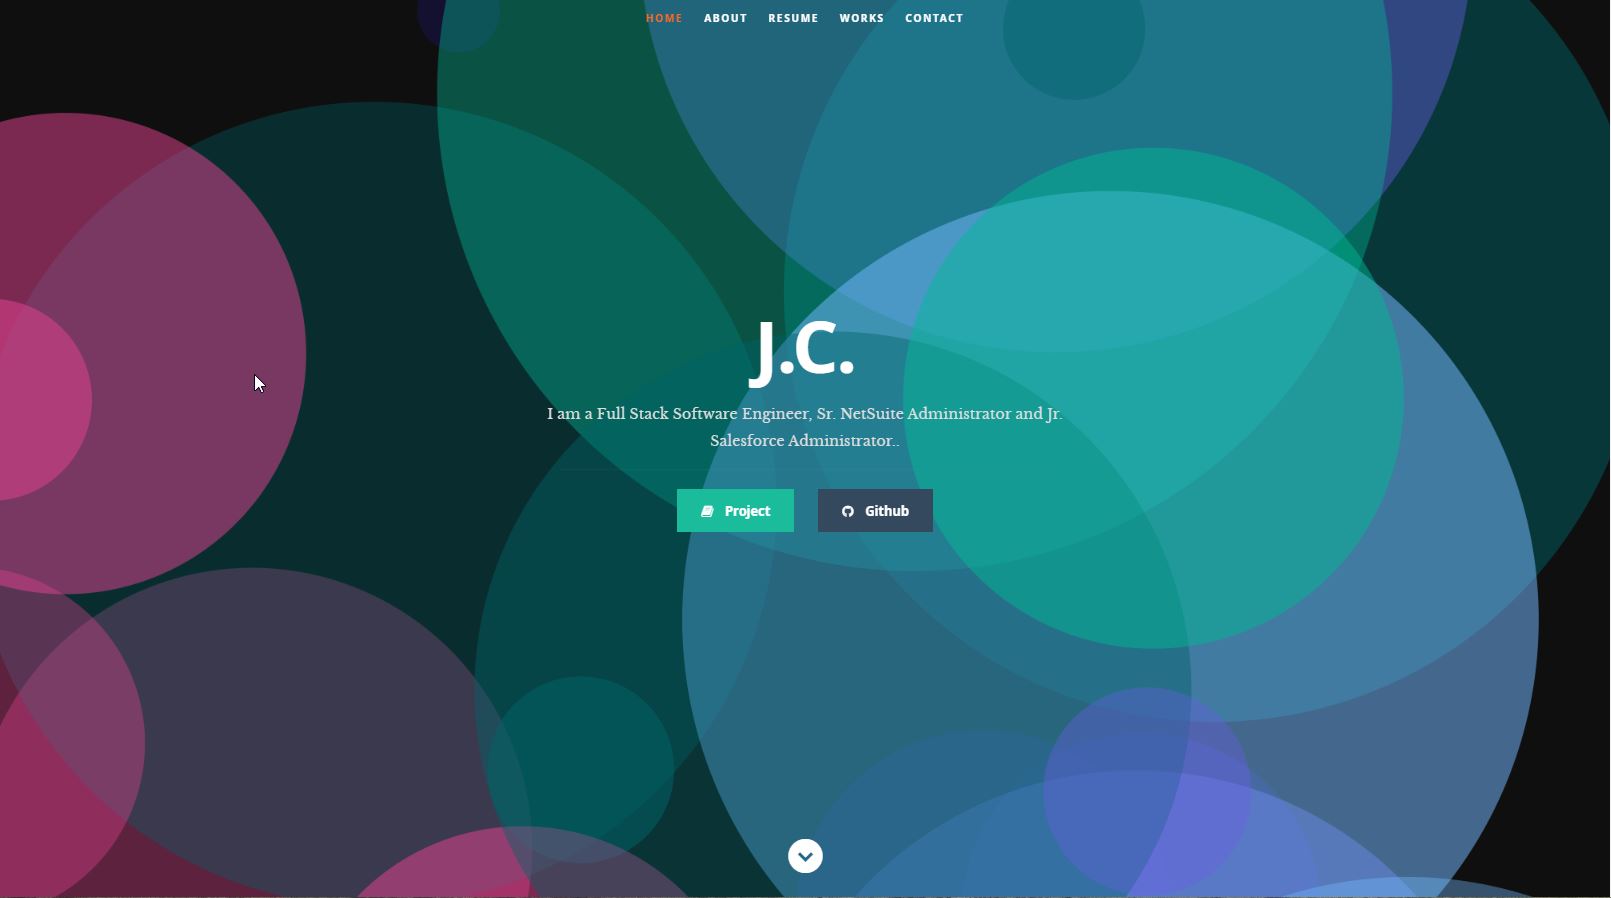 HOME ABOUT RESUME WORKS CONTACT
J.C.
I am a Full Stack Software Engineer, Sr. NetSuite Administrator and Jr.
Salesforce Administrator..
Project Github